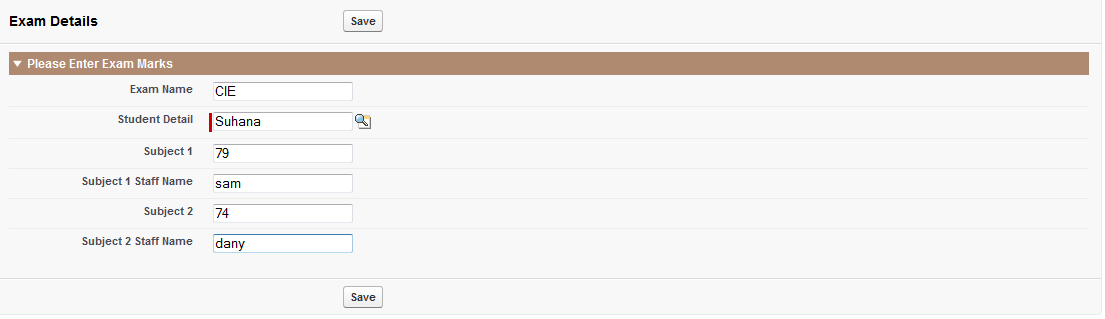 Exam Details Save
Please Enter Exam Marks
Exam Name CIE
Student Detail Suhana
Subject 1 79
Subject 1 Staff Name sam
Subject 2 74
Subject 2 Staff Name dany
Save